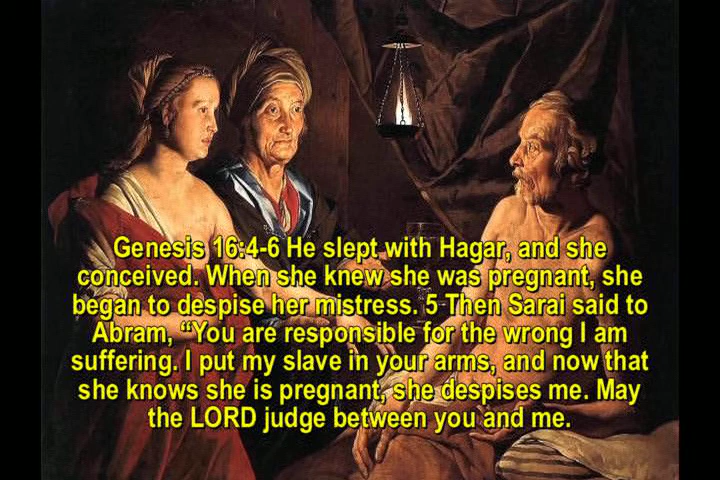 Genesis 16:4-6 He slept with Hagar, and she
conceived. When she knew she was pregnant, she
began to despise her mistress. 5 Then Sarai said to
Abram, “You are responsible for the wrong I am
suffering. I put my slave in your arms, and now that
she knows she is pregnant, she despises me. May
the LORD judge between you and me.